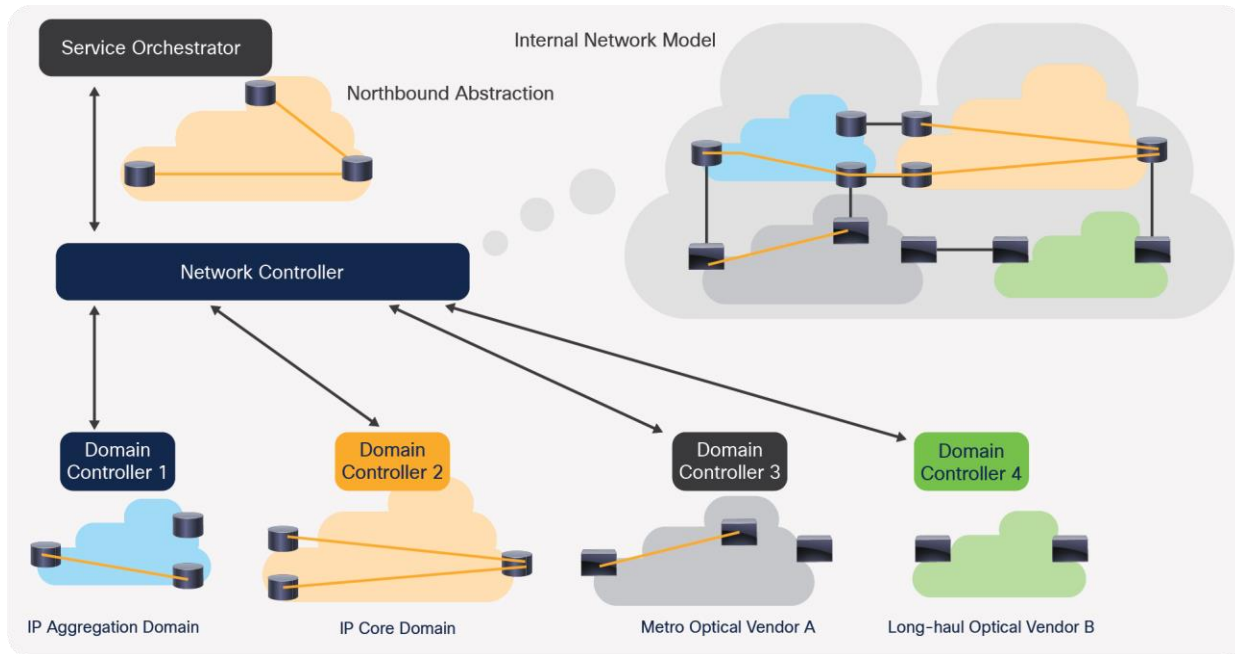 Service Orchestrator
Internal Network Model
Northbound Abstraction
Network Controller
Domain
Controller 1
Domain
Controller 2
Domain
Controller 3
Domain
Controller 4
IP Aggregation Domain
IP Core Domain
Metro Optical Vendor A
Long-haul Optical Vendor B